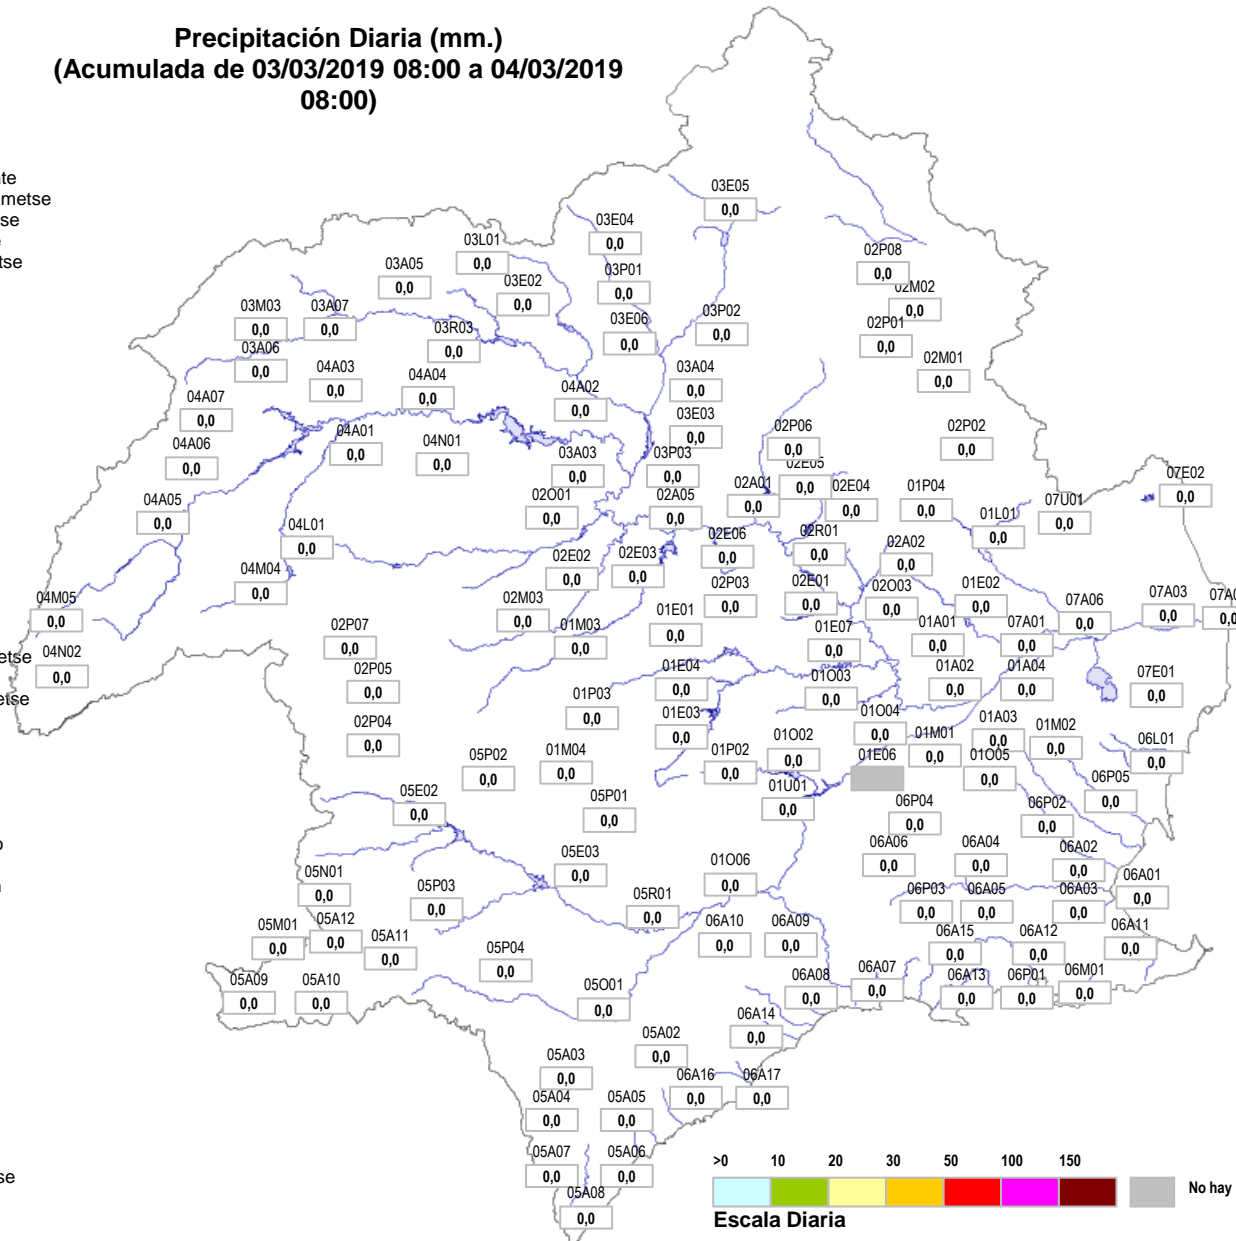 Precipitación Diaria (mm.)
(Acumulada de 03/03/2019 08:00 a 04/03/2019
08:00)
03E05
0,0
03E04
0,0
03L01
0,0
02P08
0,0
03A05
0,0
03P01
0,0
03E02
0,0
02M02
0,0
03M03
0,0
03A07
0,0
03P02
0,0
03E06
0,0
03R03
0,0
02P01
0,0
03A06
0,0
02M01
0,0
04A03
0,0
03A04
0,0
04A04
0,0
04A02
0,0
04A07
0,0
03E03
0,0
02P06
0,0
02P02
0,0
04A01
0,0
04N01
0,0
04A06
0,0
03A03
0,0
03P03
0,0
02E05
0,0
07E02
0,0
02A01
0,0
02E04
0,0
01P04
0,0
04A05
0,0
02O01
0,0
02A05
0,0
07U01
0,0
01L01
0,0
04L01
0,0
02E06
0,0
02R01
0,0
02A02
0,0
02E02
0,0
02E03
0,0
04M04
0,0
02P03
0,0
02E01
0,0
02O03
0,0
01E02
0,0
07A03
0,0
07A0
0,0
04M05
0,0
02M03
0,0
07A06
0,0
01E01
0,0
02P07
0,0
01M03
0,0
01E07
0,0
01A01
0,0
07A01
0,0
04N02
0,0
02P05
0,0
01E04
0,0
01O03
0,0
01A02
0,0
01A04
0,0
07E01
0,0
01P03
0,0
01E03
0,0
01O04
0,0
02P04
0,0
01A03
0,0
01M02
0,0
01O02
0,0
01M01
0,0
06L01
0,0
05P02
0,0
01M04
0,0
01P02
0,0
01E06
01O05
0,0
05E02
0,0
05P01
0,0
01U01
0,0
06P05
0,0
06P04
0,0
06P02
0,0
05E03
0,0
01O06
0,0
06A06
0,0
06A04
0,0
06A02
0,0
05N01
0,0
05P03
0,0
05R01
0,0
06P03
0,0
06A05
0,0
06A03
0,0
06A01
0,0
05M01
0,0
05A12
0,0
05A11
0,0
06A10
0,0
06A09
0,0
06A15
0,0
06A12
0,0
06A11
0,0
05P04
0,0
05A09
0,0
05A10
0,0
05O01
0,0
06A08
0,0
06A07
0,0
06A13
0,0
06P01
0,0
06M01
0,0
06A14
0,0
05A02
0,0
05A03
0,0
06A16
0,0
06A17
0,0
05A04
0,0
05A05
0,0
05A07
0,0
05A06
0,0
05A08
0,0
>0 10 20 30 50 100 150
No hay
Escala Diaria